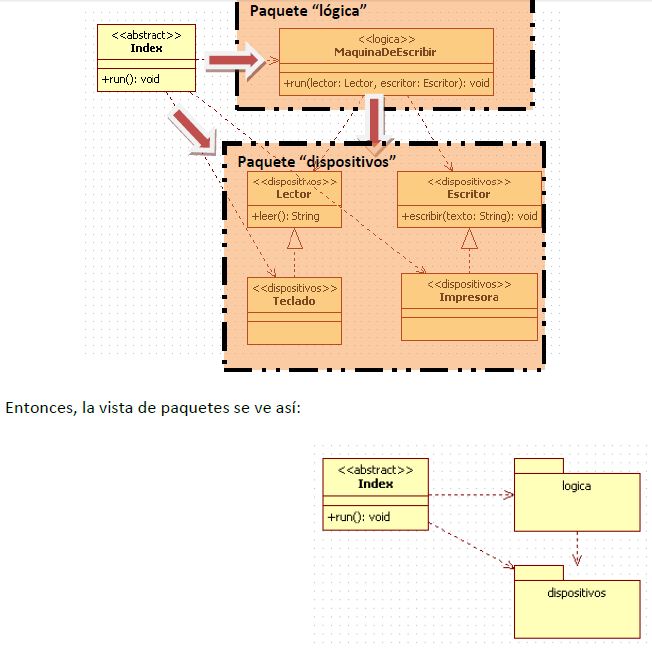 Paquete “lógica”
<<abstract>>
Index
+run(): void
<<logica>>
MaquinaDeEscribir
+run(lector: Lector, escritor: Escritor): void
Paquete “dispositivos”
<<dispositivos>>
Lector
+leer(): String
<<dispositivos>>
Escritor
+escribir(texto: String): void
<<dispositivos>>
Teclado
<<dispositivos>>
Impresora
Entonces, la vista de paquetes se ve así:
<<abstract>>
Index
+run(): void
logica
dispositivos